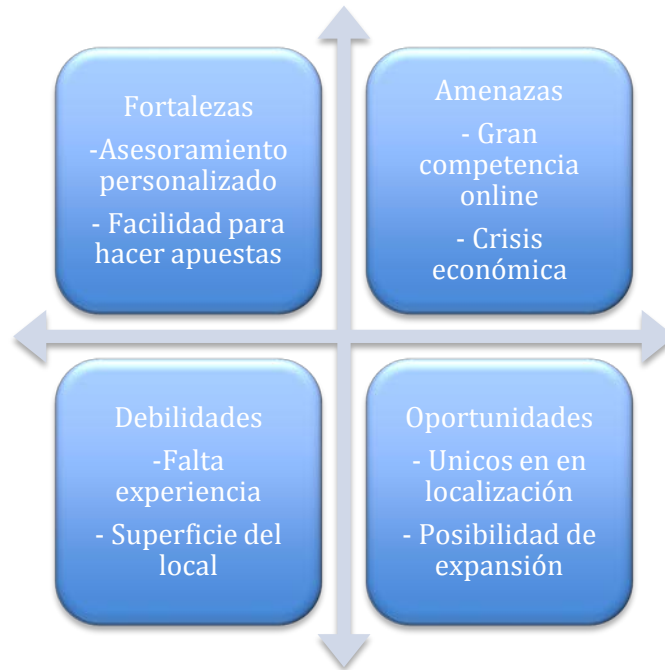 Fortalezas
-Asesoramiento
personalizado
- Facilidad para
hacer apuestas
Amenazas
- Gran
competencia
online
- Crisis
económica
Debilidades
-Falta
experiencia
- Superficie del
local
Oportunidades
- Unicos en en
localización
- Posibilidad de
expansión